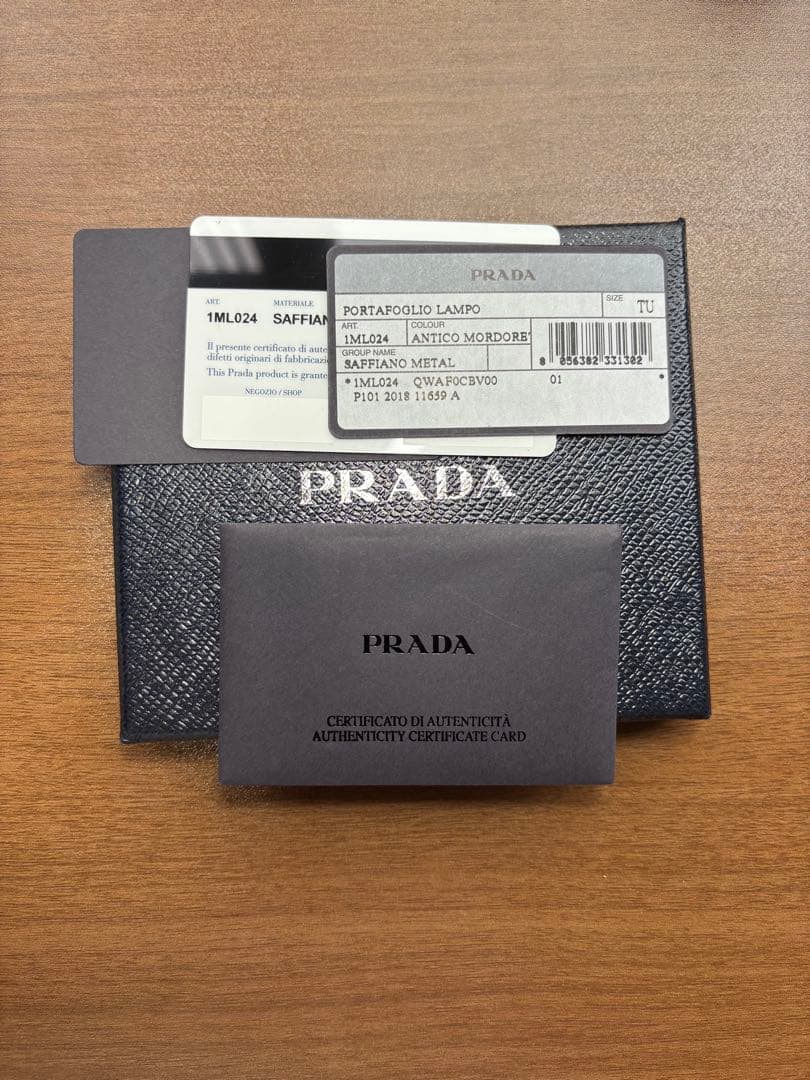 ART.
MATERIALE
1ML024 SAFFIAN
Il presente certificato di aute
difetti originari di fabbricazi
This Prada product is grante
NEGOZIO / SHOP
PRADA
PORTAFOGLIO LAMPO
SIZE
TU
ART.
COLOUR
1ML024
ANTICO MORDORE'
GROUP NAME
SAFFIANO METAL
8 056382 331302
*1ML024 QWAF0CBV00 01 *
P101 2018 11659 A
PRADA
PRADA
CERTIFICATO DI AUTENTICITÀ
AUTHENTICITY CERTIFICATE CARD